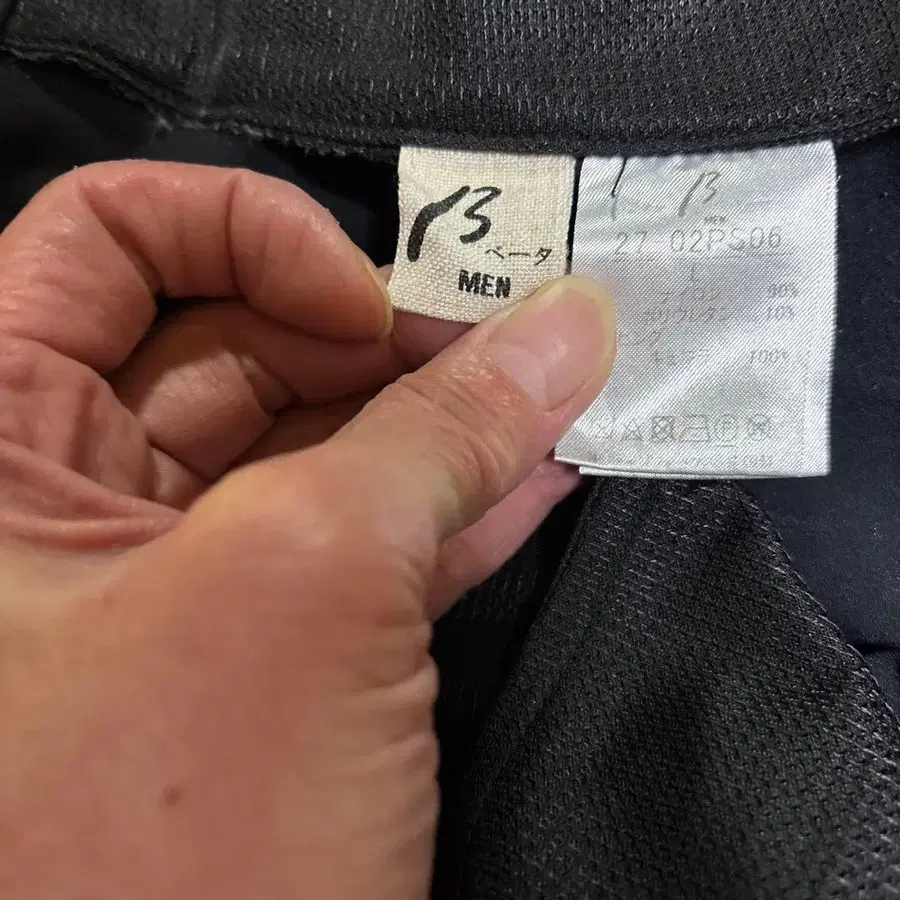 β
ベータ
MEN
β
MEN
27 02PS06
L
ナイロン 90%
ポリウレタン 10%
キュプラ 100%